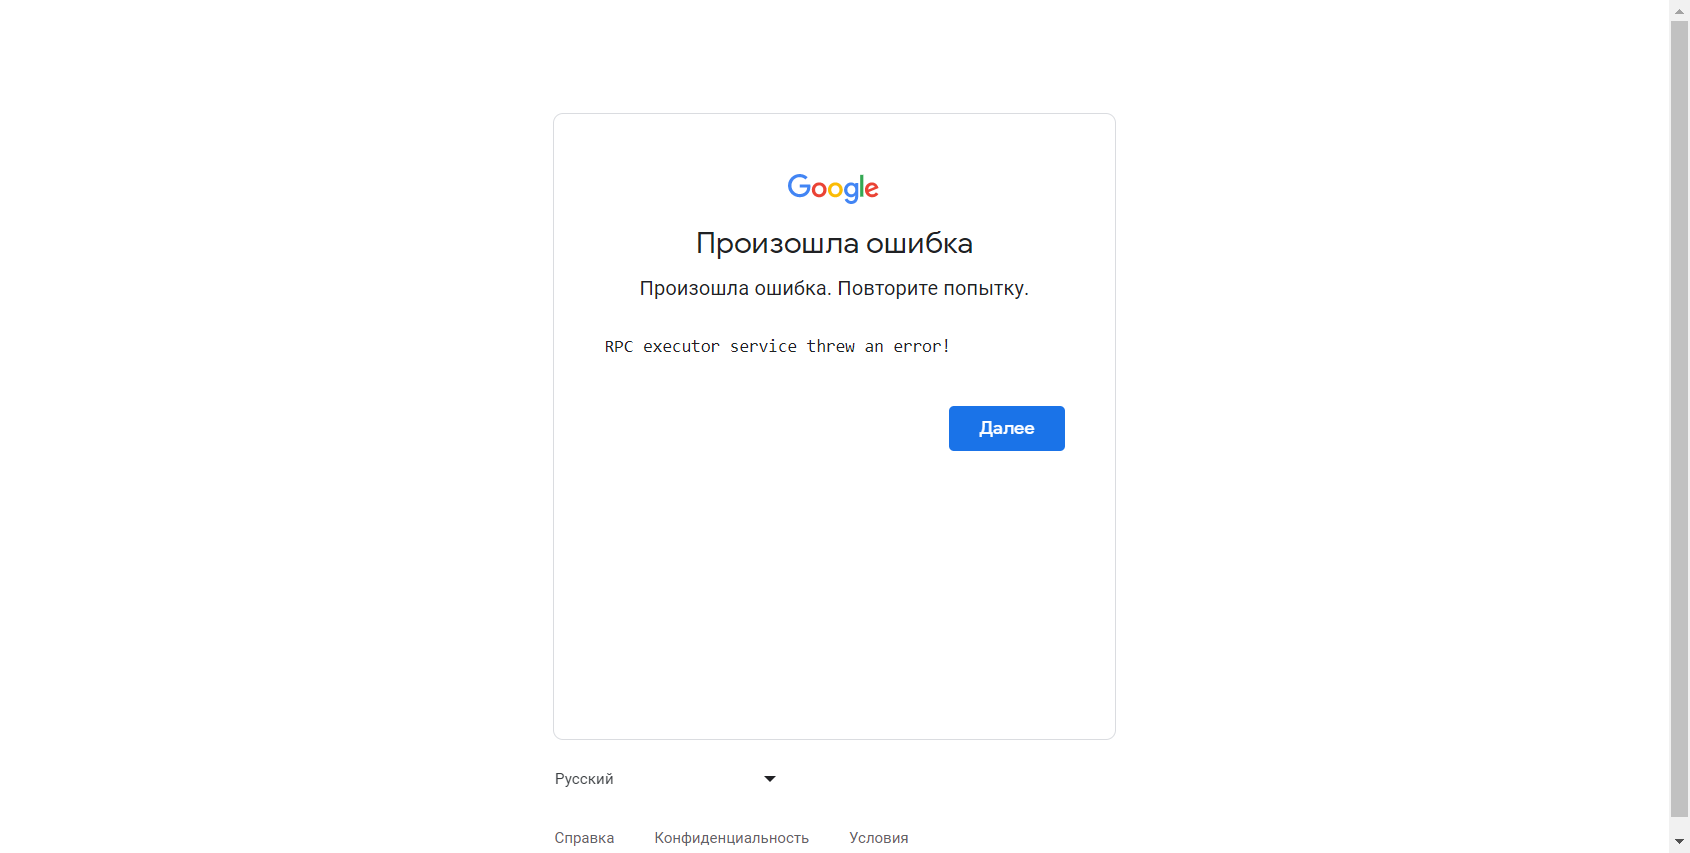 Google
Произошла ошибка
Произошла ошибка. Повторите попытку.
RPC executor service threw an error!
Далее
Русский
Справка Конфиденциальность Условия